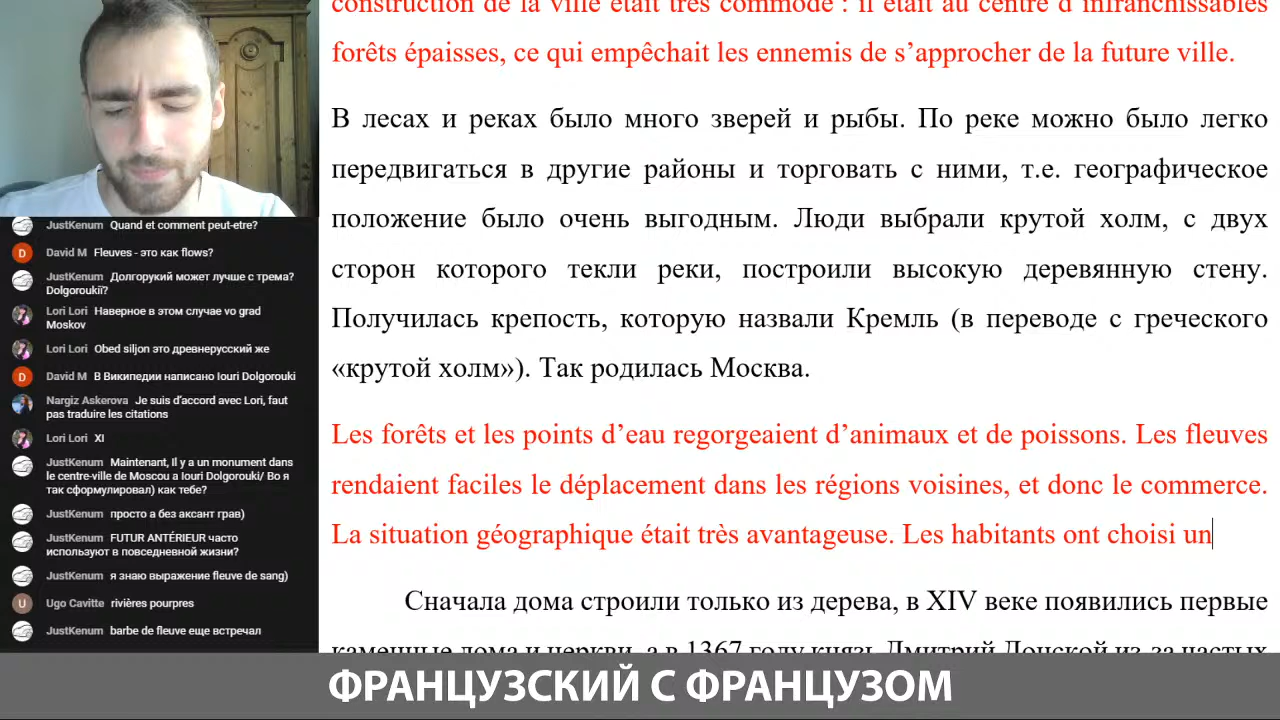 construction de la ville était très commode : il était au centre d'infranchissables
forêts épaisses, ce qui empêchait les ennemis de s’approcher de la future ville.
В лесах и реках было много зверей и рыбы. По реке можно было легко
передвигаться в другие районы и торговать с ними, т.е. географическое
положение было очень выгодным. Люди выбрали крутой холм, с двух
сторон которого текли реки, построили высокую деревянную стену.
Получилась крепость, которую назвали Кремль (в переводе с греческого
«крутой холм»). Так родилась Москва.
Les forêts et les points d’eau regorgeaient d’animaux et de poissons. Les fleuves
rendaient faciles le déplacement dans les régions voisines, et donc le commerce.
La situation géographique était très avantageuse. Les habitants ont choisi un
Сначала дома строили только из дерева, в XIV веке появились первые
каменные дома и церкви, а в 1367 году князь Дмитрий Донской из-за частых
JustKenum Quand et comment peut-etre?
David M Fleuves - это как flows?
JustKenum Долгорукий может лучше с трема?
Dolgoroukiï?
Lori Lori Наверное в этом случае vo grad
Moskov
Lori Lori Obed siljon это древнерусский же
David M В Википедии написано Iouri Dolgorouki
Nargiz Askerova Je suis d’accord avec Lori, faut
pas traduire les citations
Lori Lori XI
JustKenum Maintenant, Il y a un monument dans
le centre-ville de Moscou a Iouri Dolgorouki/ Во я
так сформулировал) как тебе?
JustKenum просто а без аксант грав)
JustKenum FUTUR ANTÉRIEUR часто
используют в повседневной жизни?
JustKenum я знаю выражение fleuve de sang)
U Ugo Cavitte rivières pourpres
JustKenum barbe de fleuve еще встречал
ФРАНЦУЗСКИЙ С ФРАНЦУЗОМ